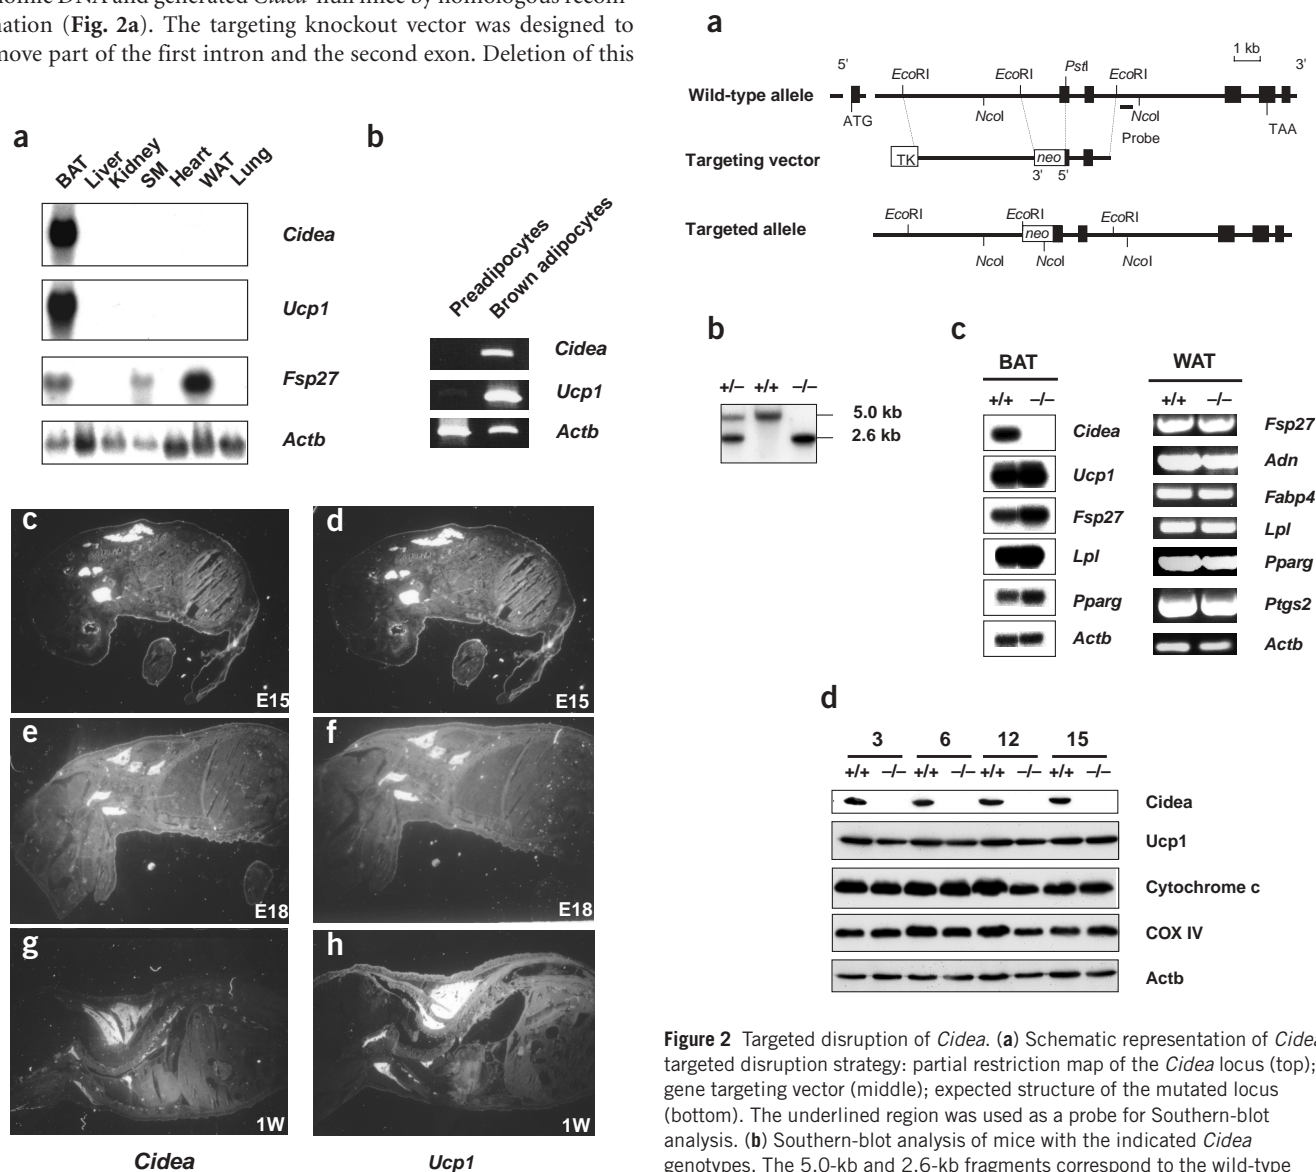 omic DNA and generated Cidea-null mice by homologous recom-
nation (Fig. 2a). The targeting knockout vector was designed to
move part of the first intron and the second exon. Deletion of this
a
BAT Liver Kidney SM Heart WAT Lung
Cidea
Ucp1
Fsp27
Actb
b
Preadipocytes
Brown adipocytes
Cidea
Ucp1
Actb
c
E15
d
E15
e
E18
f
E18
g
1W
h
1W
Cidea
Ucp1
a
1 kb
5' EcoRI EcoRI PstI EcoRI 3'
Wild-type allele
ATG NcoI NcoI TAA
Probe
Targeting vector TK neo
3' 5'
EcoRI EcoRI EcoRI
Targeted allele neo
NcoI NcoI NcoI
b
+/– +/+ –/–
5.0 kb
2.6 kb
c
BAT
+/+ –/–
Cidea
Ucp1
Fsp27
Lpl
Pparg
Actb
WAT
+/+ –/–
Fsp27
Adn
Fabp4
Lpl
Pparg
Ptgs2
Actb
d
3 6 12 15
+/+ –/– +/+ –/– +/+ –/– +/+ –/–
Cidea
Ucp1
Cytochrome c
COX IV
Actb
Figure 2 Targeted disruption of Cidea. (a) Schematic representation of Cidea
targeted disruption strategy: partial restriction map of the Cidea locus (top);
gene targeting vector (middle); expected structure of the mutated locus
(bottom). The underlined region was used as a probe for Southern-blot
analysis. (b) Southern-blot analysis of mice with the indicated Cidea
genotypes. The 5.0-kb and 2.6-kb fragments correspond to the wild-type